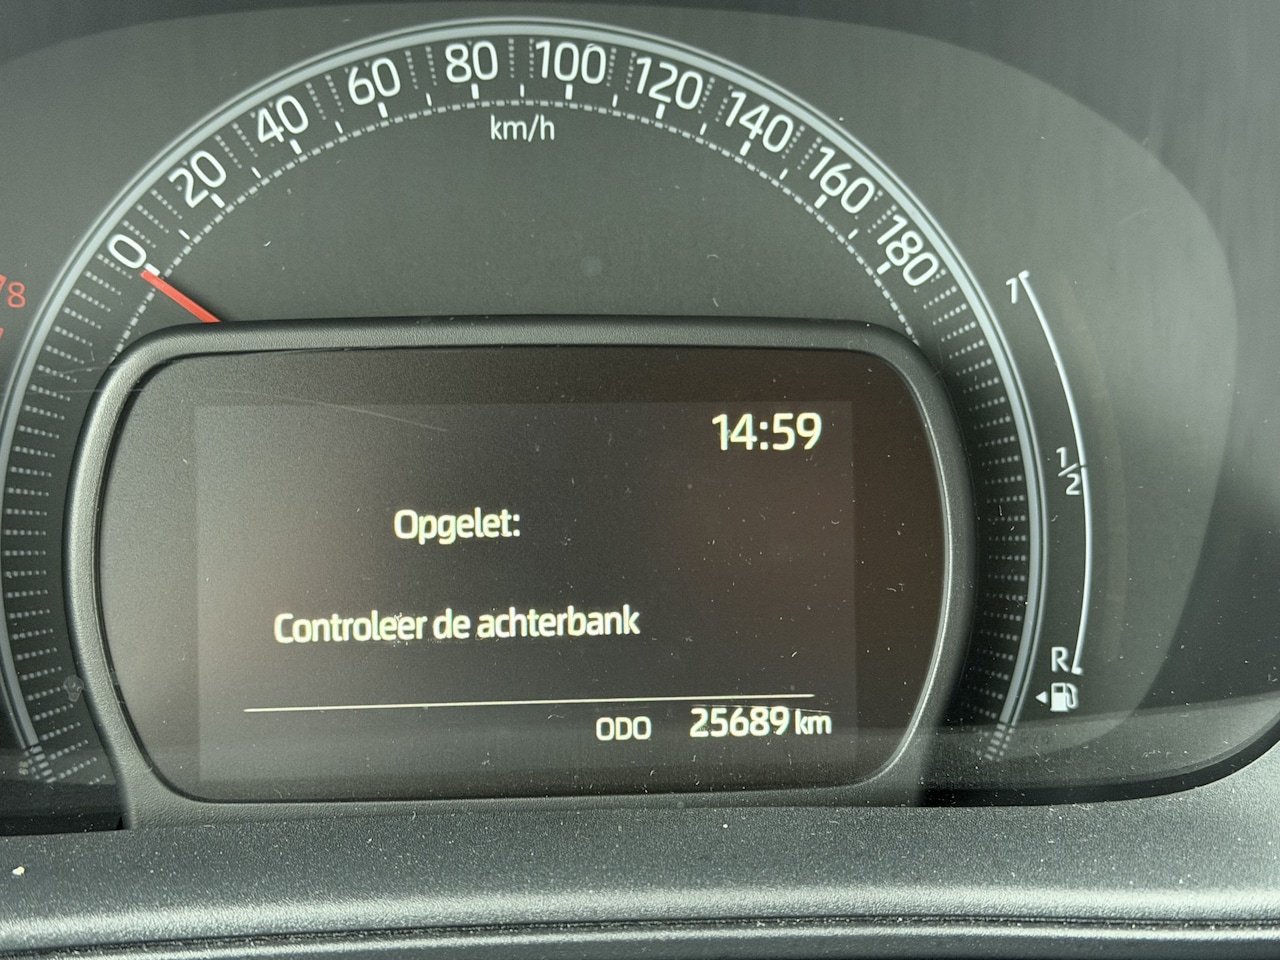 0 20 40 60 80 100 120 140 160 180
km/h
8
1
1/2
R
14:59
Opgelet:
Controleer de achterbank
ODO 25689 km